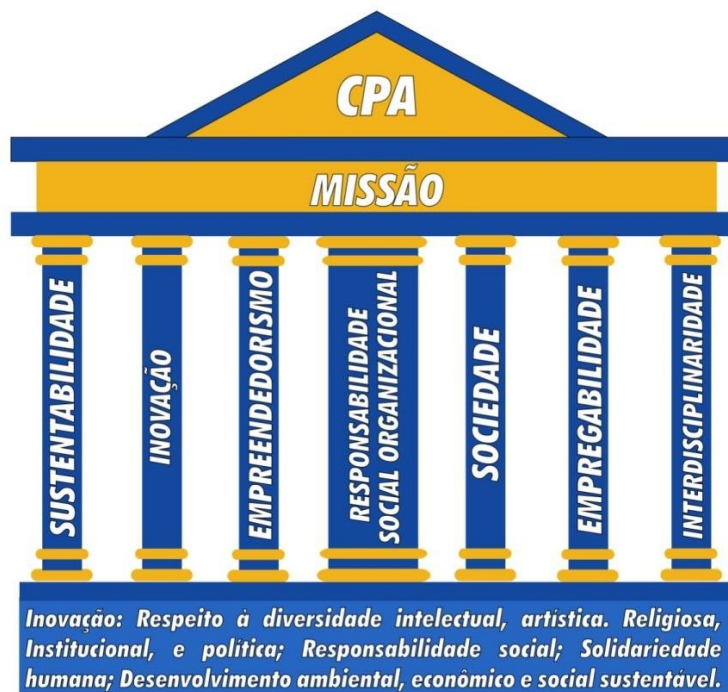 CPA
MISSÃO
SUSTENTABILIDADE
INOVAÇÃO
EMPREENDEDORISMO
RESPONSABILIDADE
SOCIAL ORGANIZACIONAL
SOCIEDADE
EMPREGABILIDADE
INTERDISCIPLINARIDADE
Inovação: Respeito à diversidade intelectual, artística. Religiosa,
Institucional, e política; Responsabilidade social; Solidariedade
humana; Desenvolvimento ambiental, econômico e social sustentável.